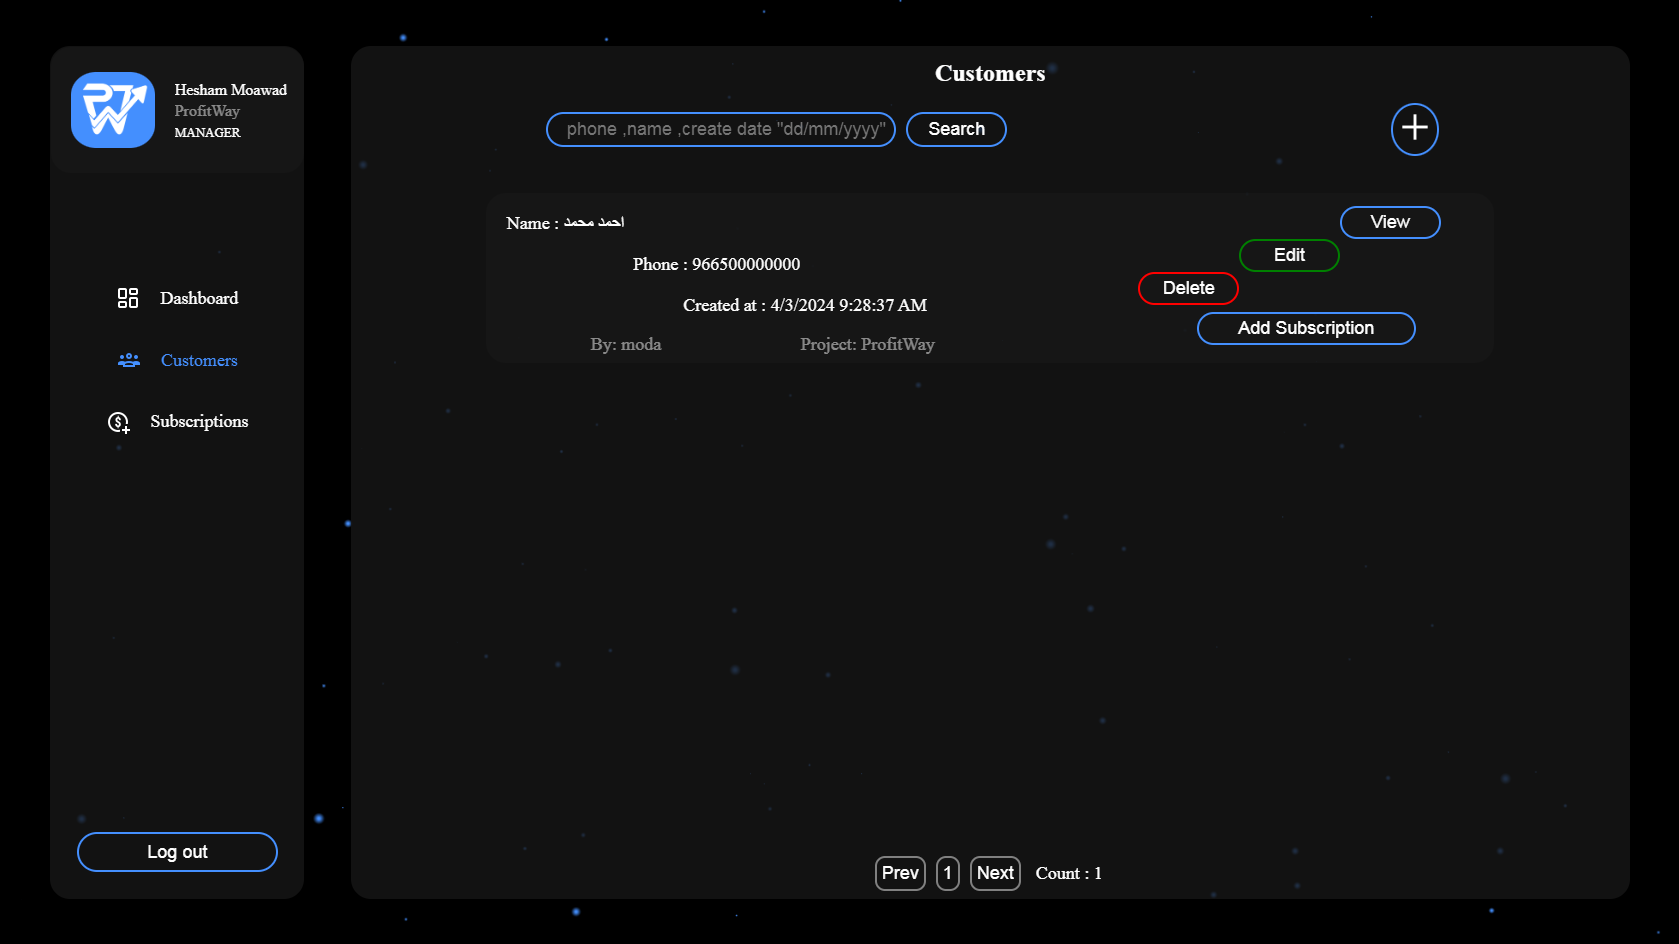 Hesham Moawad
ProfitWay
MANAGER
Dashboard
Customers
Subscriptions
Log out
Customers
phone ,name ,create date "dd/mm/yyyy"
Search
Name : احمد محمد
View
Edit
Phone : 966500000000
Delete
Created at : 4/3/2024 9:28:37 AM
Add Subscription
By: moda
Project: ProfitWay
Prev
1
Next
Count : 1